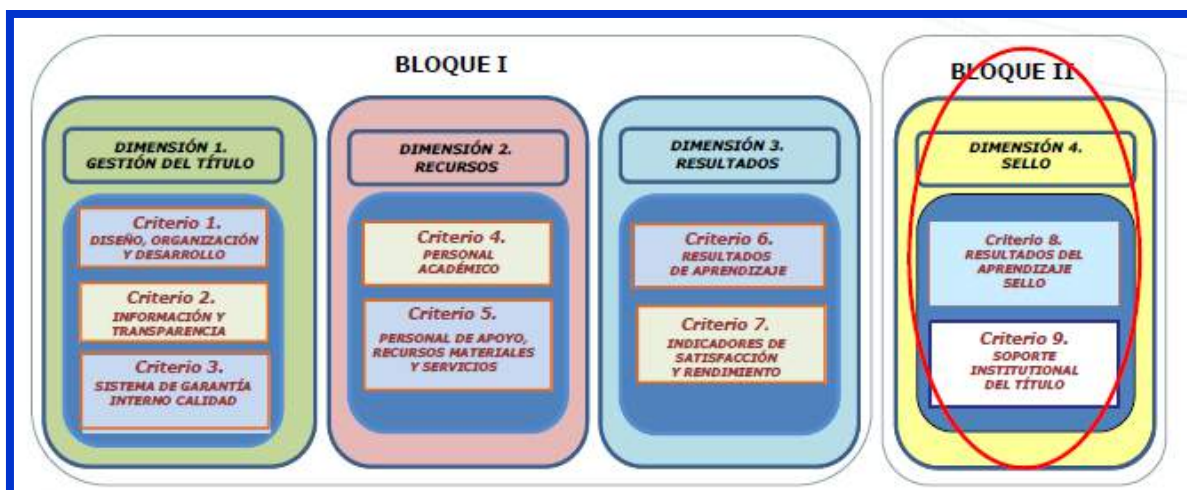 BLOQUE I
DIMENSIÓN 1.
GESTIÓN DEL TÍTULO
Criterio 1.
DISEÑO, ORGANIZACIÓN
Y DESARROLLO
Criterio 2.
INFORMACIÓN Y
TRANSPARENCIA
Criterio 3.
SISTEMA DE GARANTÍA
INTERNO CALIDAD
DIMENSIÓN 2.
RECURSOS
Criterio 4.
PERSONAL
ACADÉMICO
Criterio 5.
PERSONAL DE APOYO,
RECURSOS MATERIALES
Y SERVICIOS
DIMENSIÓN 3.
RESULTADOS
Criterio 6.
RESULTADOS
DE APRENDIZAJE
Criterio 7.
INDICADORES DE
SATISFACCIÓN
Y RENDIMIENTO
BLOQUE II
DIMENSIÓN 4.
SELLO
Criterio 8.
RESULTADOS DEL
APRENDIZAJE
SELLO
Criterio 9.
SOPORTE
INSTITUTIONAL
DEL TÍTULO